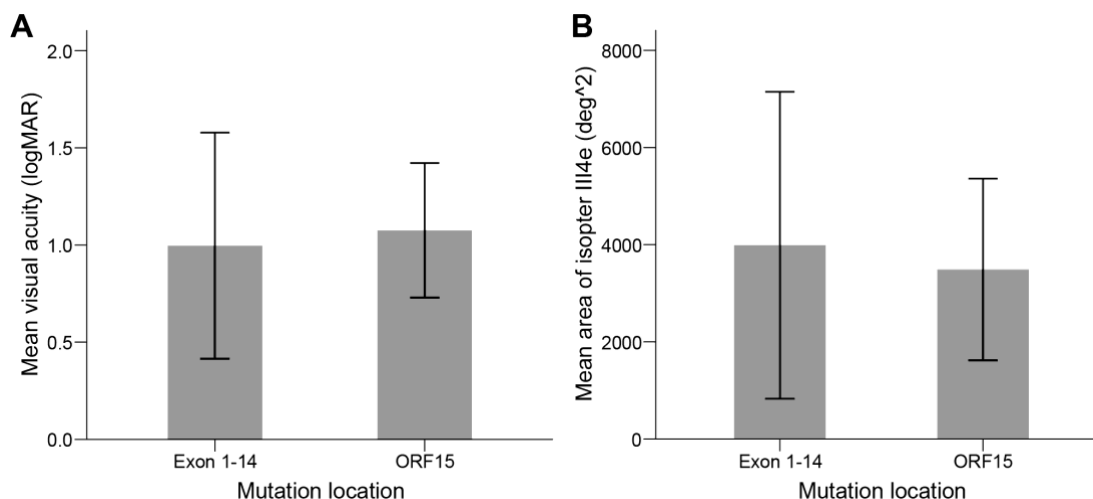 A
Mean visual acuity (logMAR)
2.0
1.5
1.0
0.5
0.0
Exon 1-14
ORF15
Mutation location
B
Mean area of isopter III4e (deg^2)
8000
6000
4000
2000
0
Exon 1-14
ORF15
Mutation location